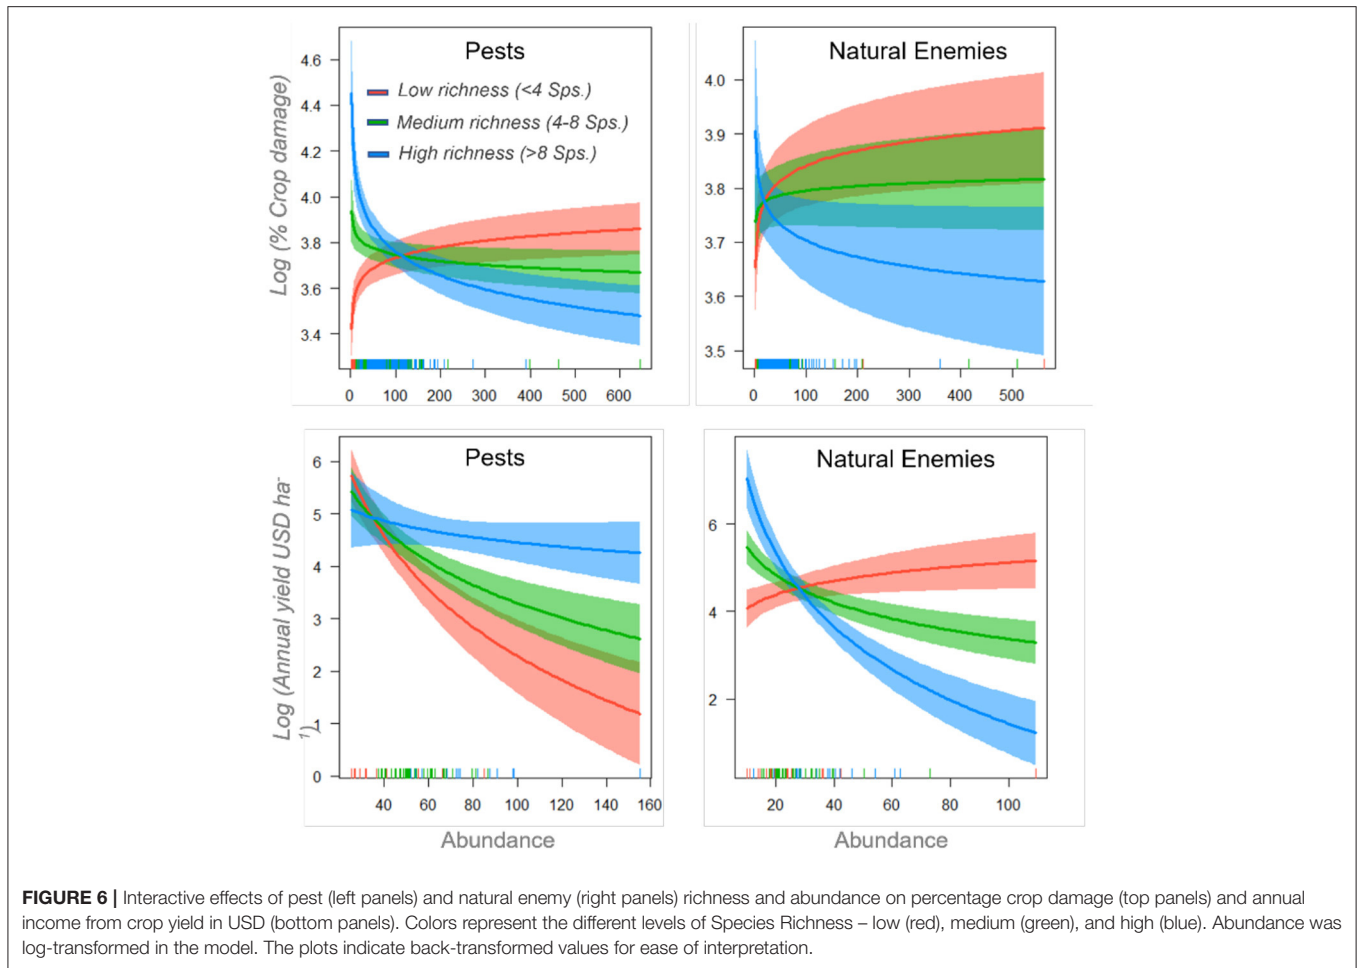 Pests
Natural Enemies
Log (% Crop damage)
4.6
4.4
4.2
4.0
3.8
3.6
3.4
Low richness (<4 Sps.)
Medium richness (4-8 Sps.)
High richness (>8 Sps.)
0 100 200 300 400 500 600
4.0
3.9
3.8
3.7
3.6
3.5
0 100 200 300 400 500
Pests
Natural Enemies
Log (Annual yield USD ha-
1)
6
5
4
3
2
1
0
40 60 80 100 120 140 160
Abundance
6
4
2
20 40 60 80 100
Abundance
FIGURE 6 | Interactive effects of pest (left panels) and natural enemy (right panels) richness and abundance on percentage crop damage (top panels) and annual
income from crop yield in USD (bottom panels). Colors represent the different levels of Species Richness – low (red), medium (green), and high (blue). Abundance was
log-transformed in the model. The plots indicate back-transformed values for ease of interpretation.